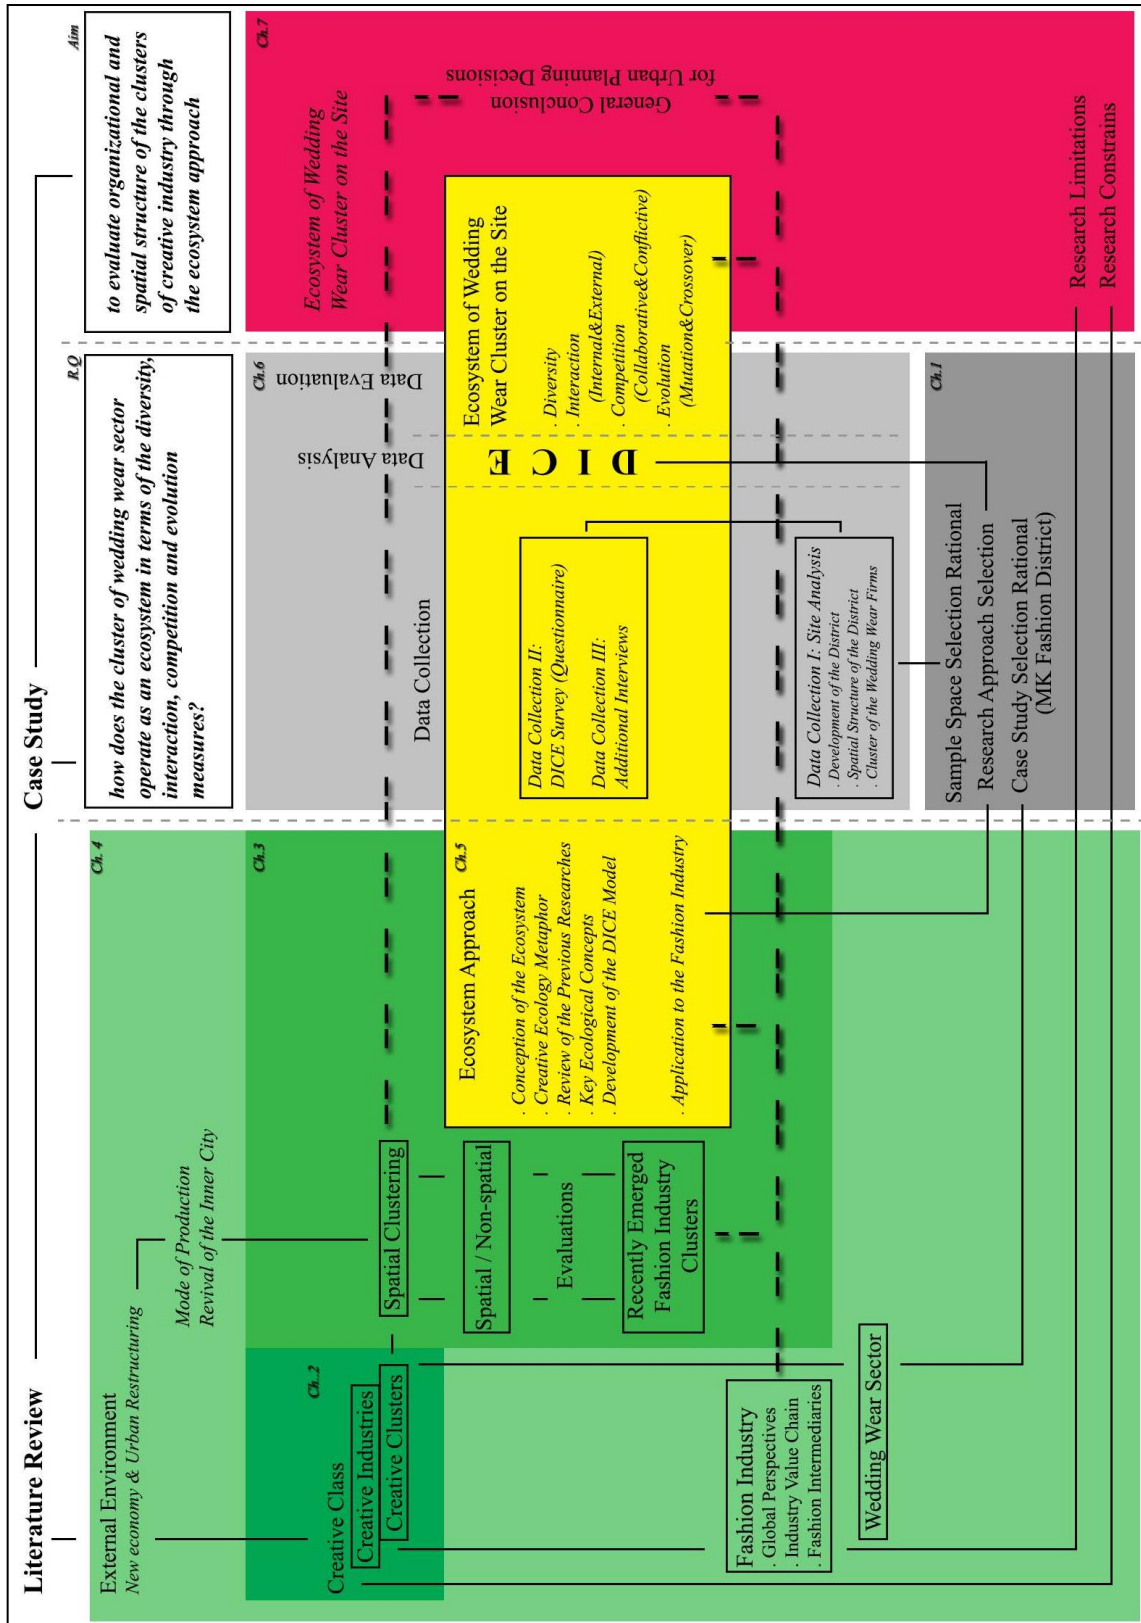 Literature Review
Case Study
External Environment
New economy & Urban Restructuring
Mode of Production
Revival of the Inner City
Ch. 4
R.Q
how does the cluster of wedding wear sector
operate as an ecosystem in terms of the diversity,
interaction, competition and evolution
measures?
Aim
to evaluate organizational and
spatial structure of the clusters
of creative industry through
the ecosystem approach
Ch..2
Creative Class
Creative Industries
Creative Clusters
Ch.3
Spatial Clustering
Spatial / Non-spatial
Evaluations
Recently Emerged
Fashion Industry
Clusters
Ecosystem Approach
Ch.5
. Conception of the Ecosystem
. Creative Ecology Metaphor
. Review of the Previous Researches
. Key Ecological Concepts
. Development of the DICE Model
. Application to the Fashion Industry
Ch.6
Data Collection
Data Analysis
Data Evaluation
Data Collection II:
DICE Survey (Questionnaire)
Data Collection III:
Additional Interviews
D I C E
Ecosystem of Wedding
Wear Cluster on the Site
. Diversity
. Interaction
(Internal&External)
. Competition
(Collaborative&Conflictive)
. Evolution
(Mutation&Crossover)
Data Collection I: Site Analysis
. Development of the District
. Spatial Structure of the District
. Cluster of the Wedding Wear Firms
Ch.7
Ecosystem of Wedding
Wear Cluster on the Site
General Conclusion
for Urban Planning Decisions
Fashion Industry
. Global Perspectives
. Industry Value Chain
. Fashion Intermediaries
Wedding Wear Sector
Ch.1
Sample Space Selection Rational
Research Approach Selection
Case Study Selection Rational
(MK Fashion District)
Research Limitations
Research Constrains